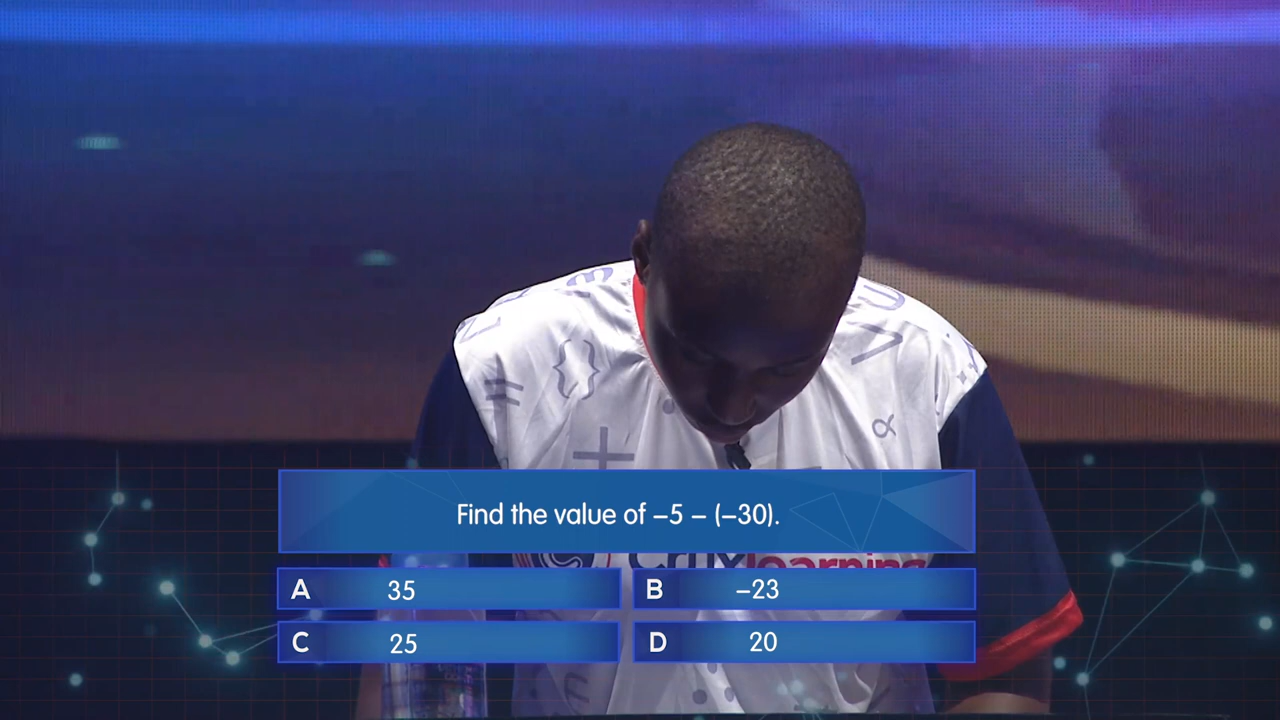 Find the value of –5 – (–30).
A 35
B –23
C 25
D 20